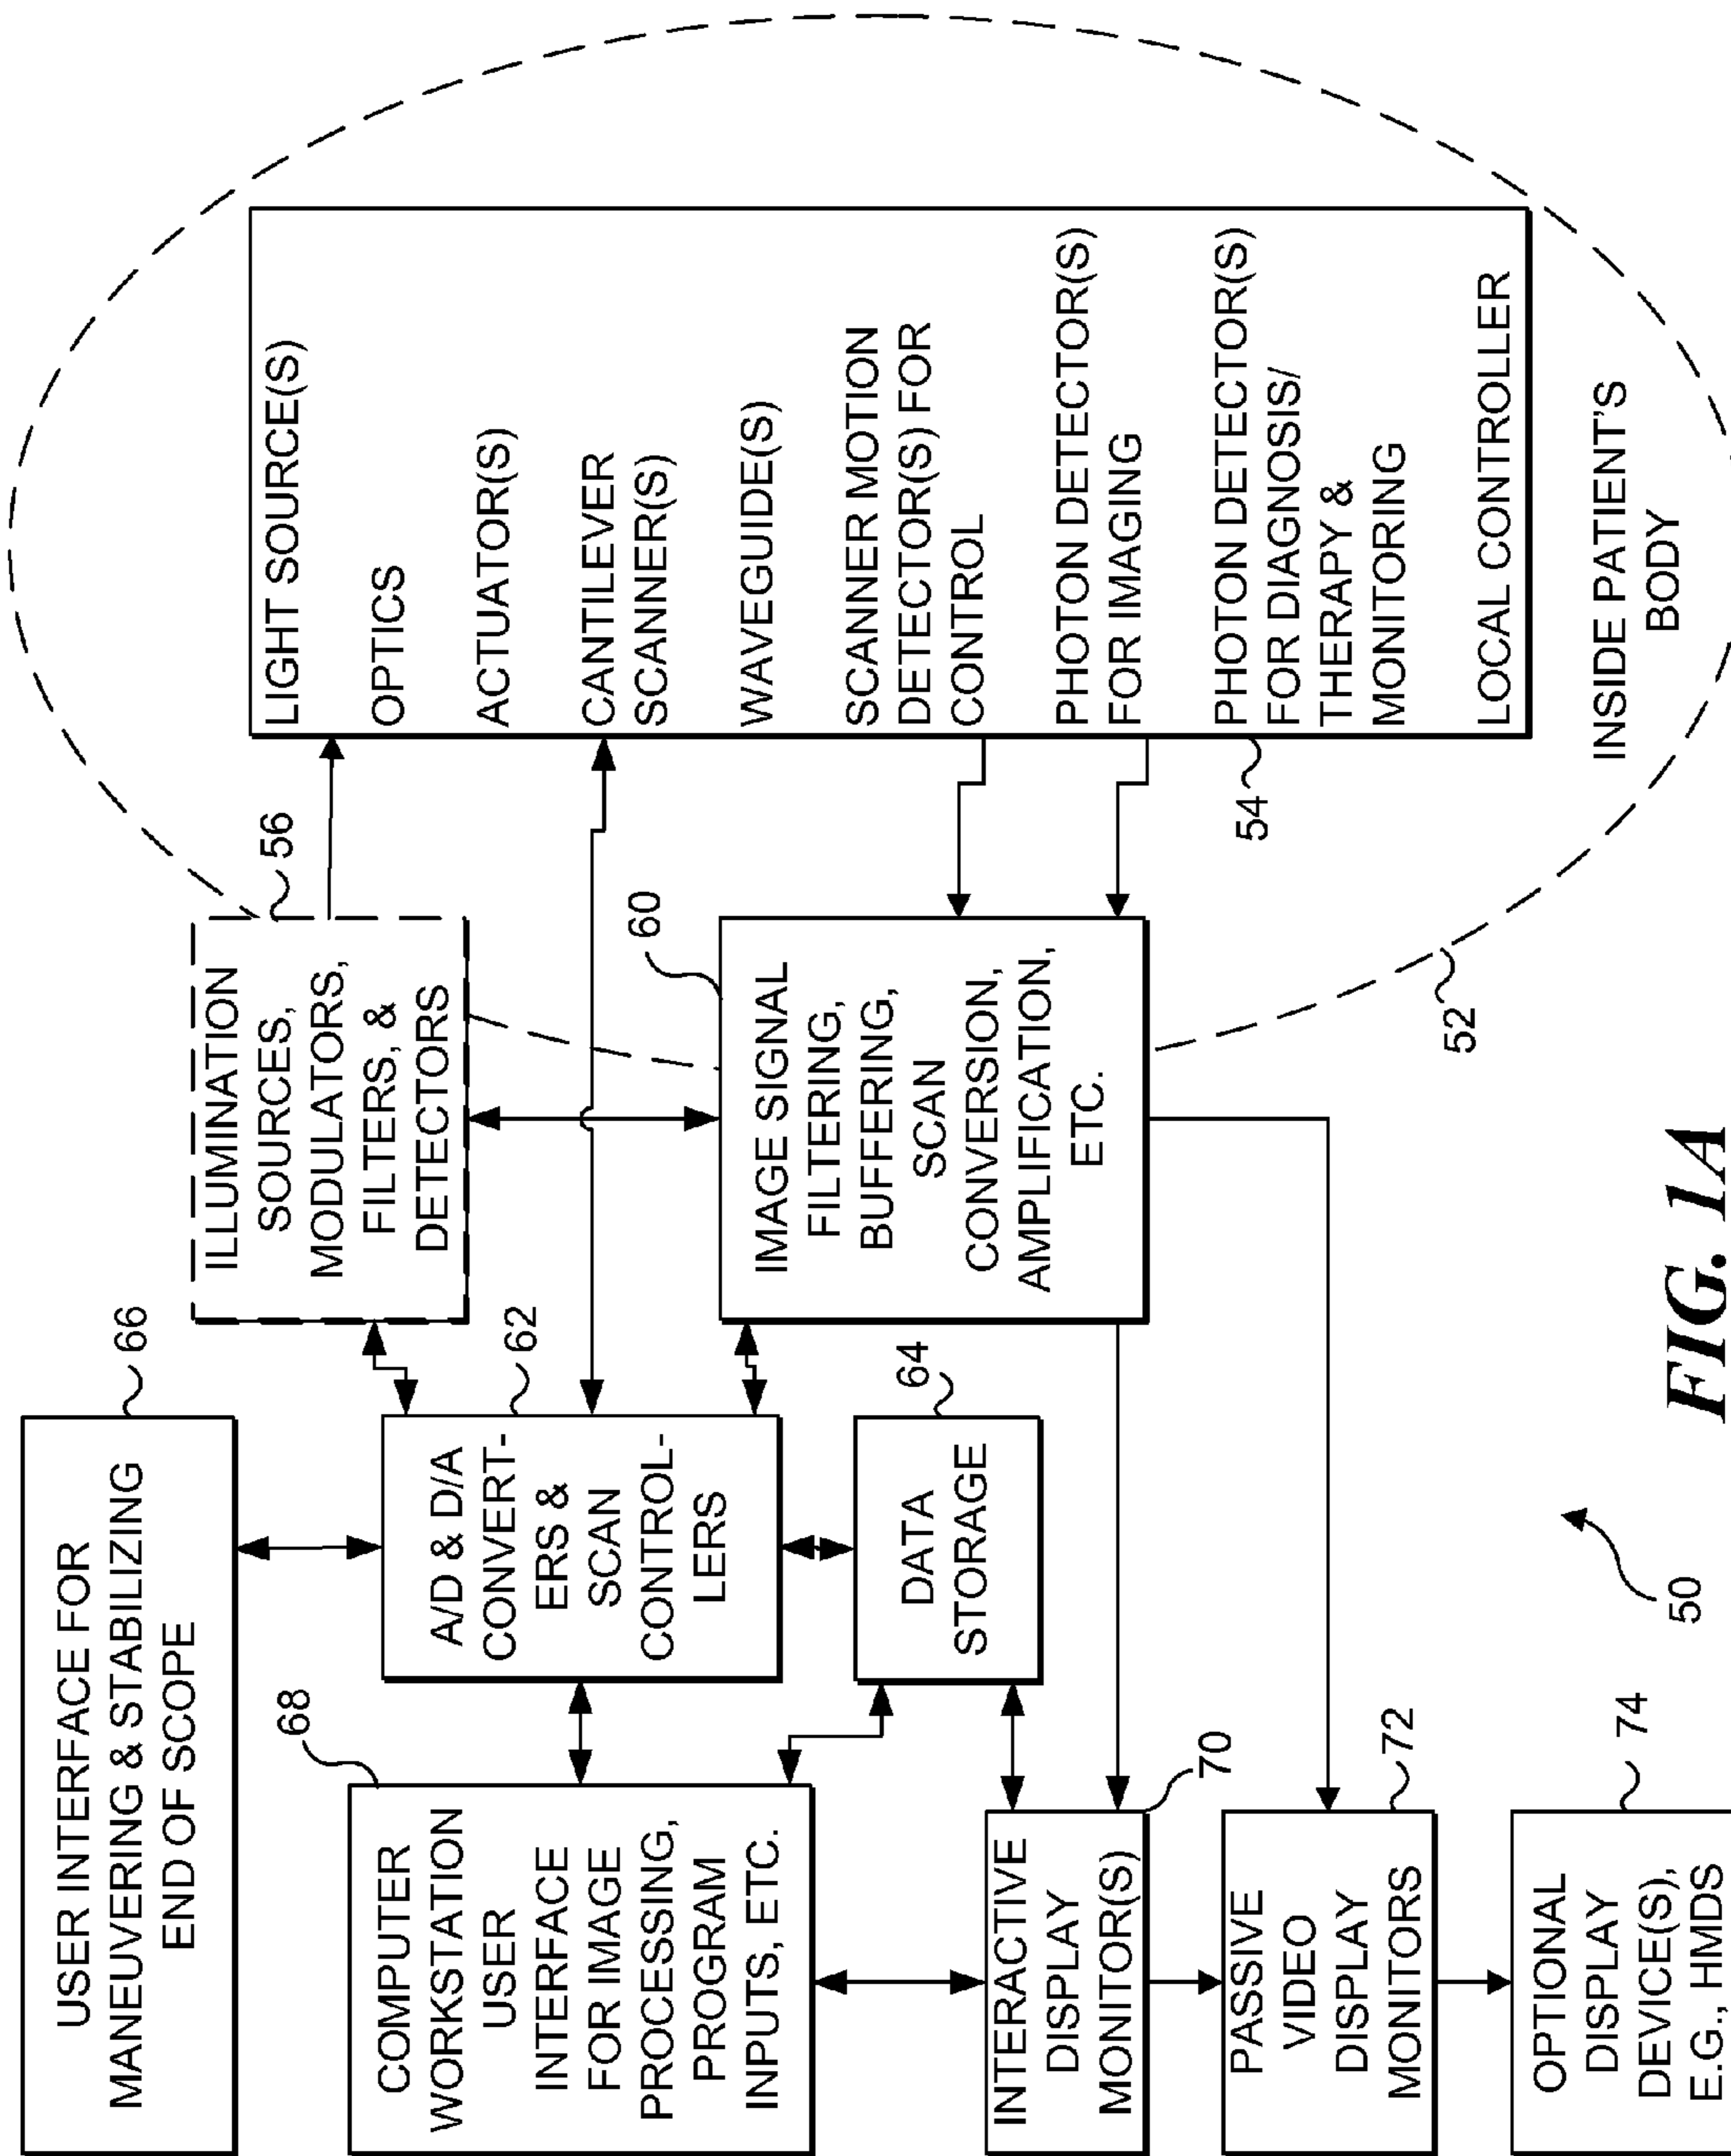 USER INTERFACE FOR
MANEUVERING & STABILIZING
END OF SCOPE
66
COMPUTER
WORKSTATION
USER
INTERFACE
FOR IMAGE
PROCESSING,
PROGRAM
INPUTS, ETC.
68
A/D & D/A
CONVERT-
ERS &
SCAN
CONTROL-
LERS
62
ILLUMINATION
SOURCES,
MODULATORS,
FILTERS, &
DETECTORS
56
DATA
STORAGE
64
IMAGE SIGNAL
FILTERING,
BUFFERING,
SCAN
CONVERSION,
AMPLIFICATION,
ETC.
60
LIGHT SOURCE(S)
OPTICS
ACTUATOR(S)
CANTILEVER
SCANNER(S)
WAVEGUIDE(S)
SCANNER MOTION
DETECTOR(S) FOR
CONTROL
PHOTON DETECTOR(S)
FOR IMAGING
PHOTON DETECTOR(S)
FOR DIAGNOSIS/
THERAPY &
MONITORING
LOCAL CONTROLLER
54
INSIDE PATIENT'S
BODY
52
INTERACTIVE
DISPLAY
MONITOR(S)
70
PASSIVE
VIDEO
DISPLAY
MONITORS
72
OPTIONAL
DISPLAY
DEVICE(S),
E.G., HMDS
74
50
FIG. 1A